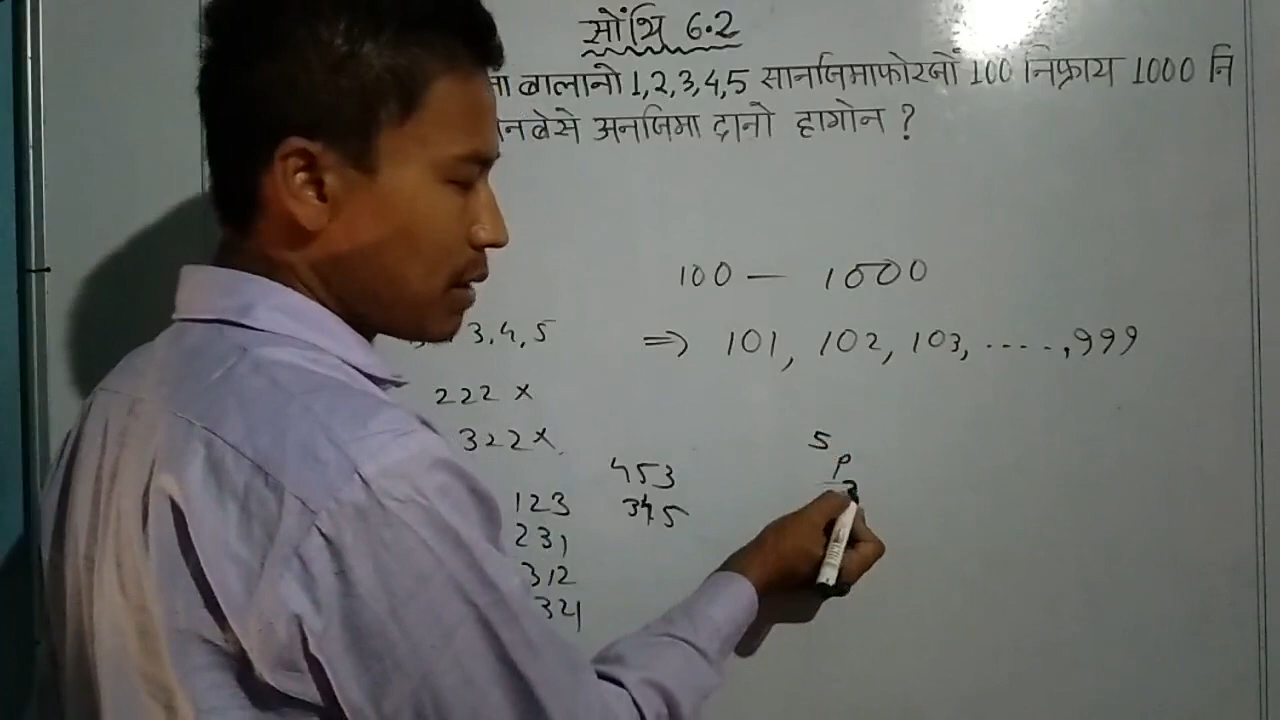 सोंथि 6.2
बालानो 1,2,3,4,5 सानजिमाफोरजों 100 निफ्राय 1000 नि
अनजिमा दानो हागोन ?
100 — 1000
3,4,5
⇒ 101, 102, 103, ....., 999
222 ×
322 ×
5
P
453
345
123
231
312
321